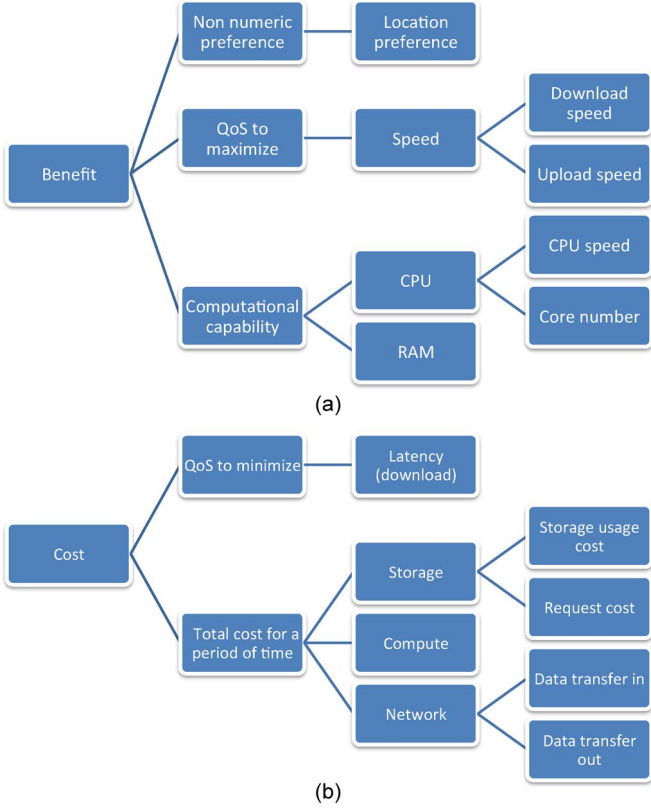 Non numeric
preference
Location
preference
Download
speed
QoS to
maximize
Speed
Benefit
Upload speed
CPU speed
CPU
Computational
capability
Core number
RAM
(a)
QoS to minimize
Latency
(download)
Storage usage
cost
Cost
Storage
Request cost
Total cost for a
period of time
Compute
Data transfer in
Network
Data transfer
out
(b)